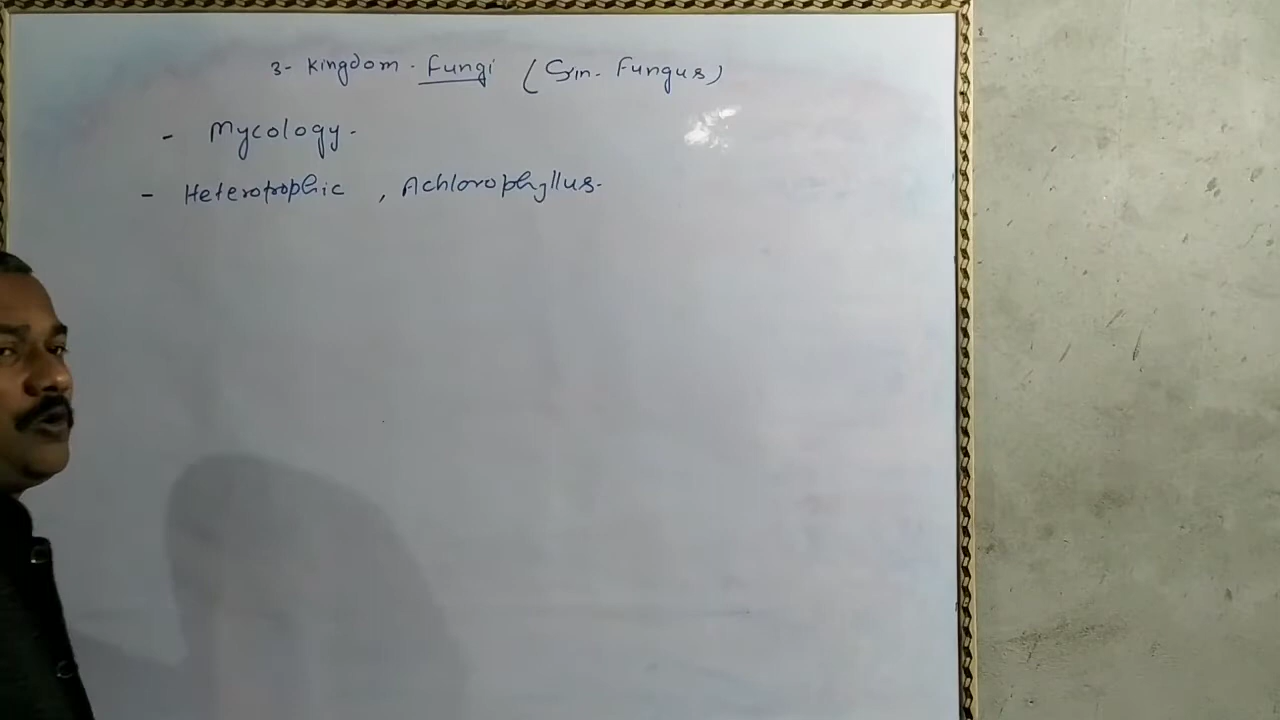 3- Kingdom. Fungi (Sin. Fungus)
- Mycology.
- Heterotrophic , Achlorophyllus.